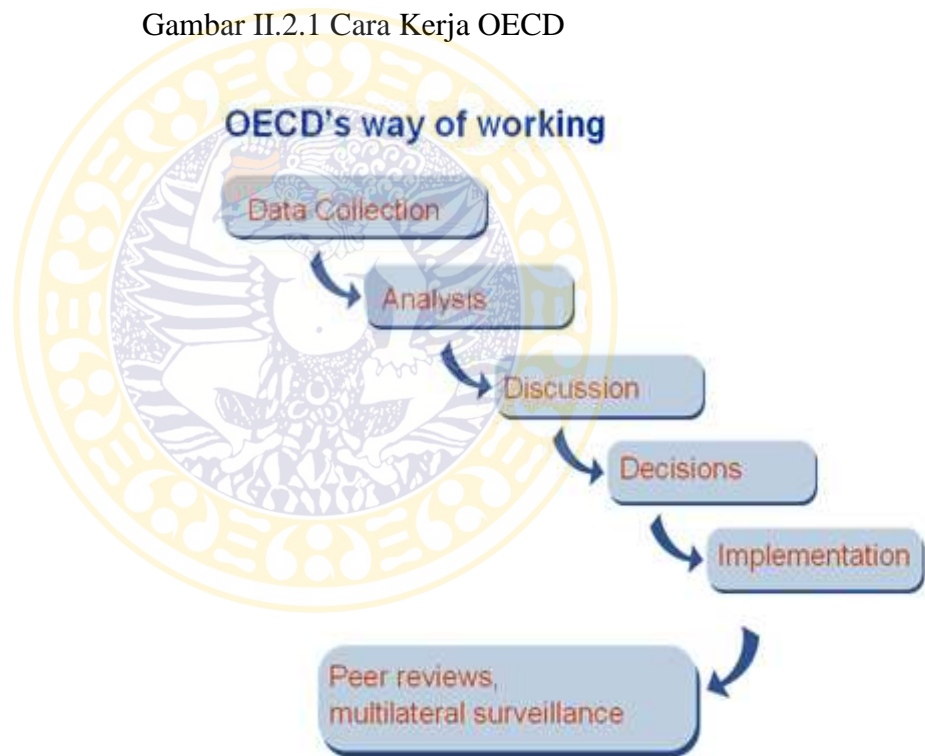 Gambar II.2.1 Cara Kerja OECD
OECD's way of working
Data Collection
Analysis
Discussion
Decisions
Implementation
Peer reviews,
multilateral surveillance